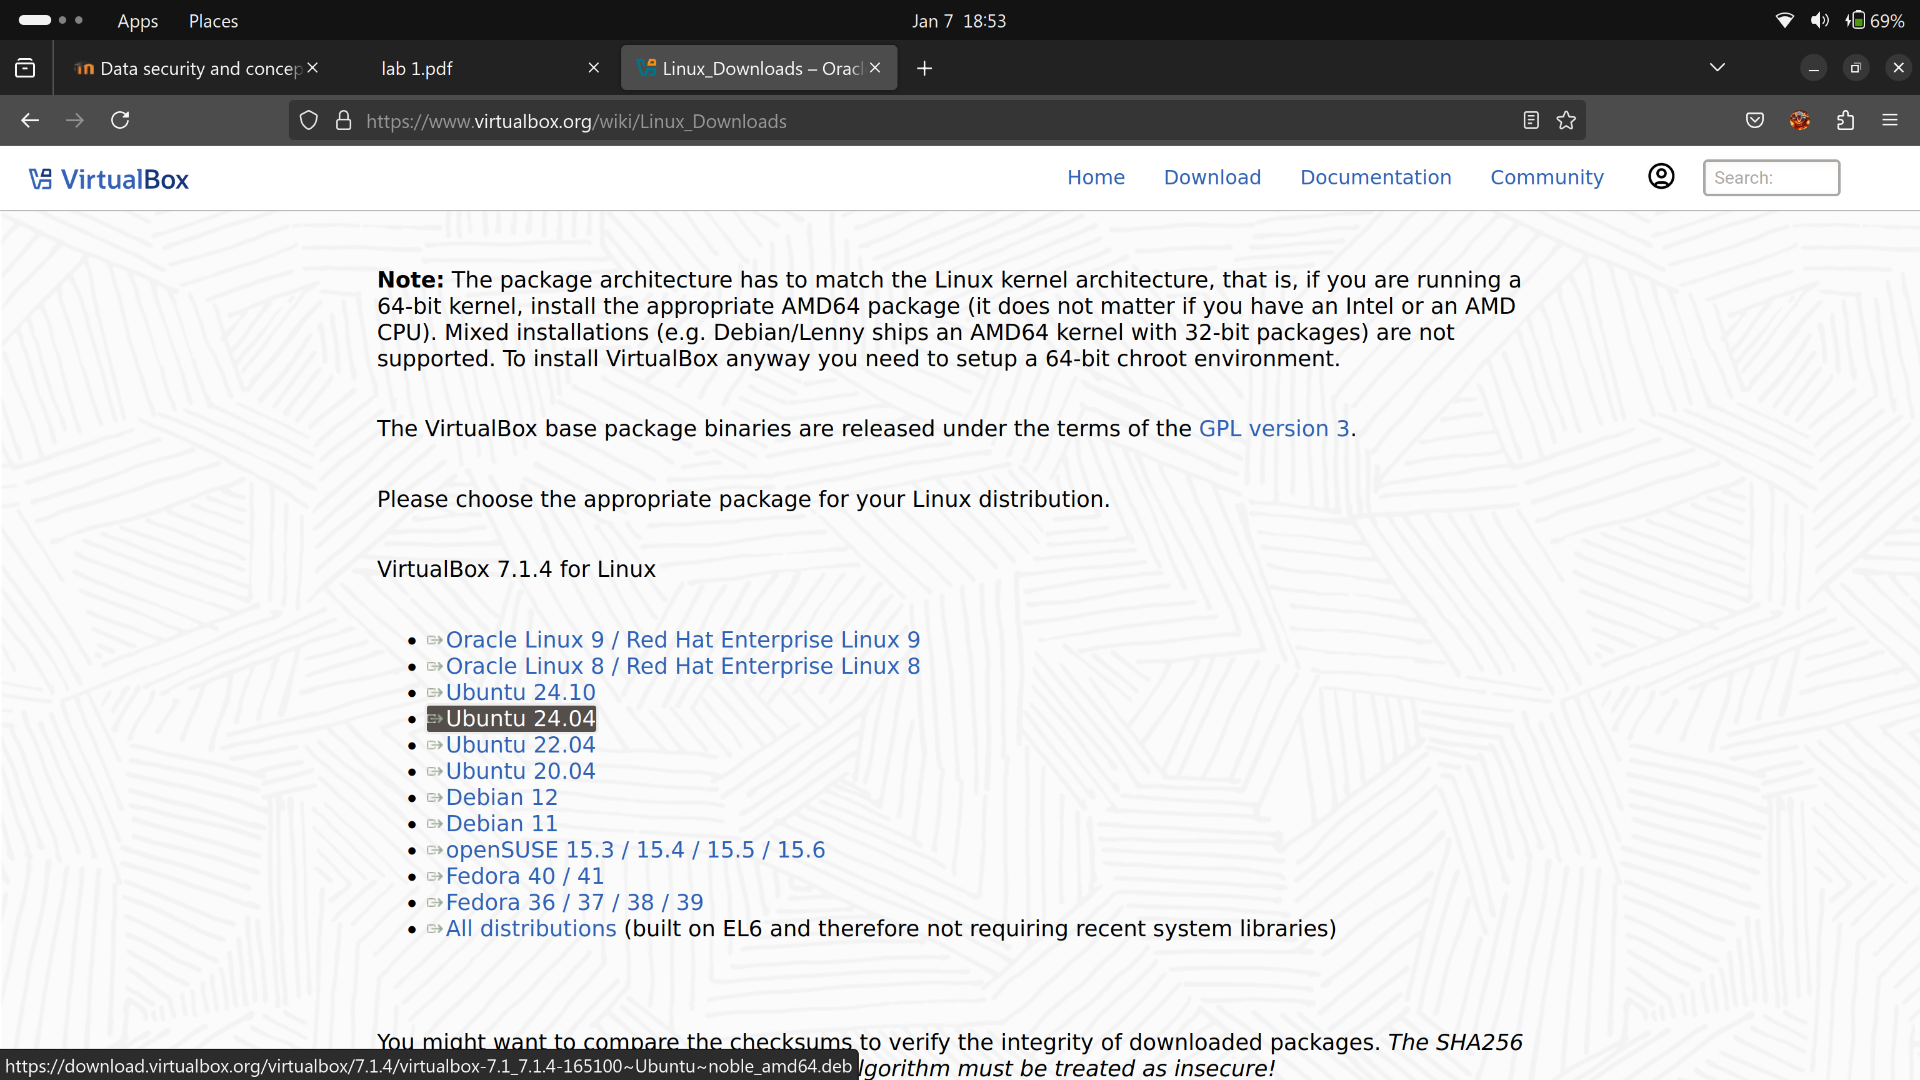 Apps Places Jan 7 18:53 69%
Data security and concep lab 1.pdf Linux_Downloads – Oracl
https://www.virtualbox.org/wiki/Linux_Downloads
VirtualBox Home Download Documentation Community Search:
Note: The package architecture has to match the Linux kernel architecture, that is, if you are running a
64-bit kernel, install the appropriate AMD64 package (it does not matter if you have an Intel or an AMD
CPU). Mixed installations (e.g. Debian/Lenny ships an AMD64 kernel with 32-bit packages) are not
supported. To install VirtualBox anyway you need to setup a 64-bit chroot environment.
The VirtualBox base package binaries are released under the terms of the GPL version 3.
Please choose the appropriate package for your Linux distribution.
VirtualBox 7.1.4 for Linux
Oracle Linux 9 / Red Hat Enterprise Linux 9
Oracle Linux 8 / Red Hat Enterprise Linux 8
Ubuntu 24.10
Ubuntu 24.04
Ubuntu 22.04
Ubuntu 20.04
Debian 12
Debian 11
openSUSE 15.3 / 15.4 / 15.5 / 15.6
Fedora 40 / 41
Fedora 36 / 37 / 38 / 39
All distributions (built on EL6 and therefore not requiring recent system libraries)
You might want to compare the checksums to verify the integrity of downloaded packages. The SHA256
https://download.virtualbox.org/virtualbox/7.1.4/virtualbox-7.1_7.1.4-165100~Ubuntu~noble_amd64.deb lgorithm must be treated as insecure!